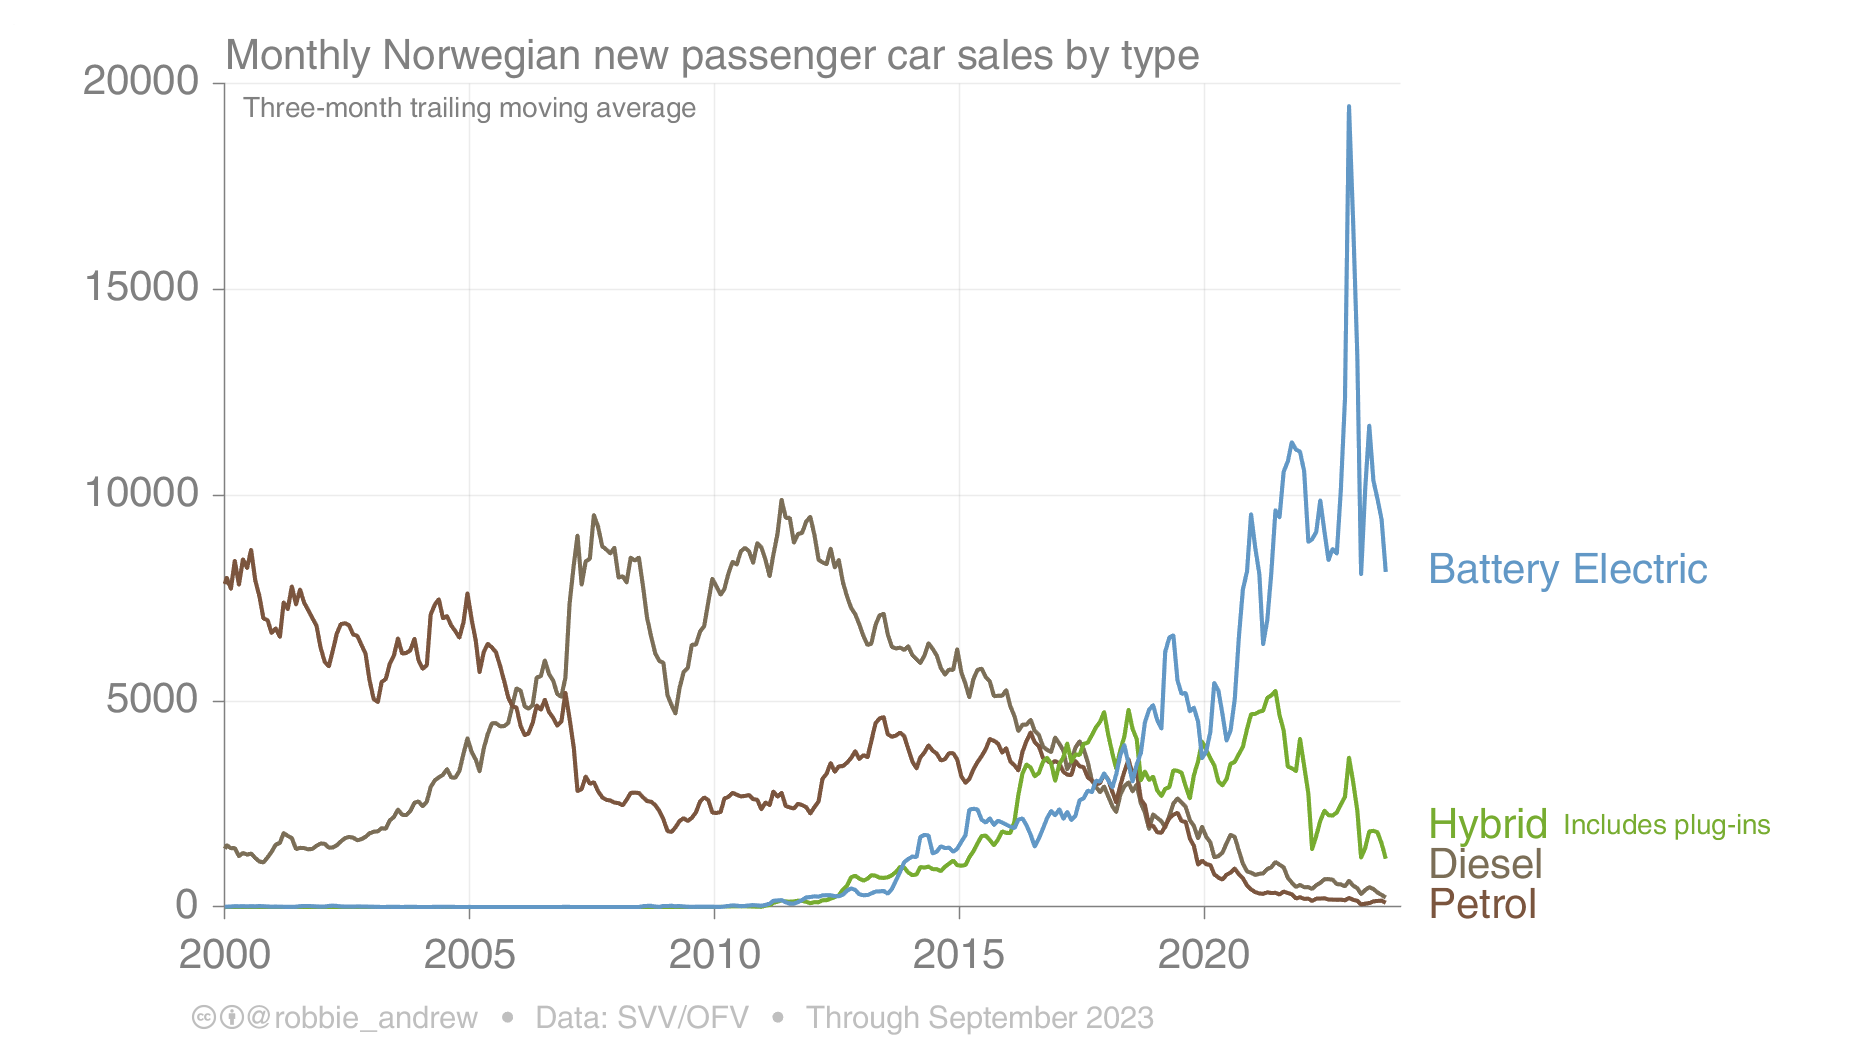 Monthly Norwegian new passenger car sales by type
Three-month trailing moving average
20000
15000
10000
5000
0
2000 2005 2010 2015 2020
Battery Electric
Hybrid Includes plug-ins
Diesel
Petrol
cc @robbie_andrew • Data: SVV/OFV • Through September 2023